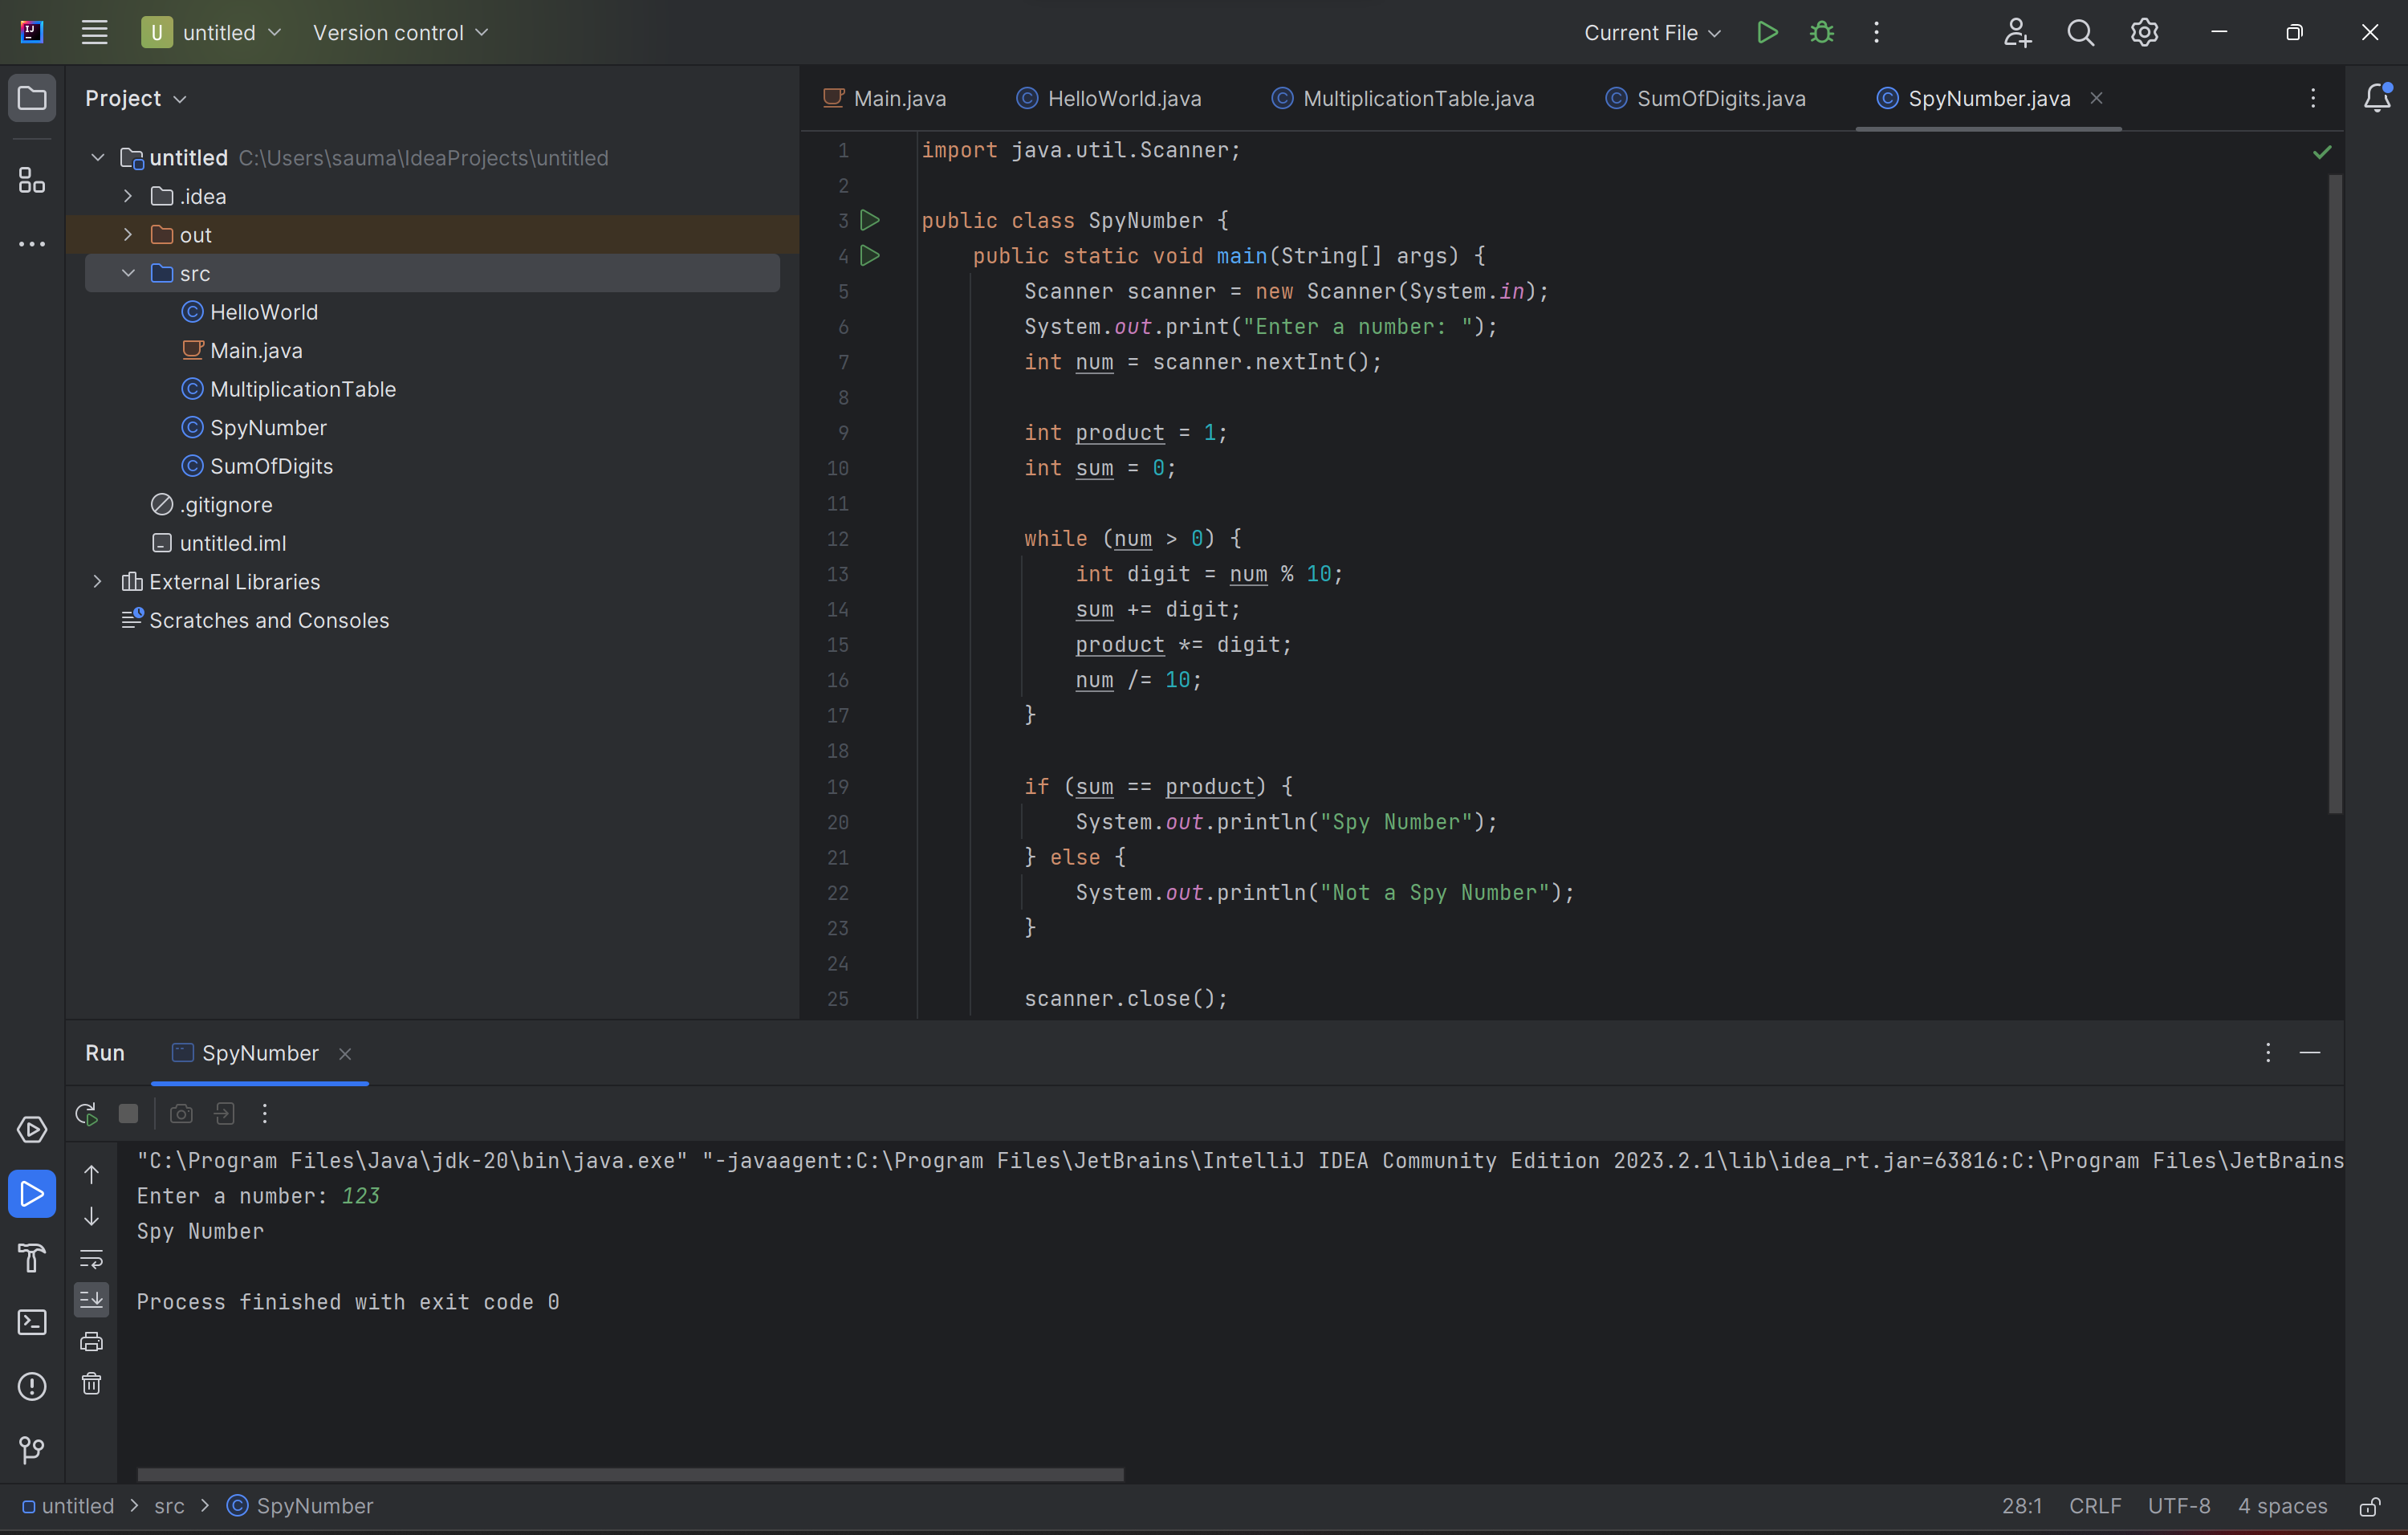 U untitled Version control Current File
Project
untitled C:\Users\sauma\IdeaProjects\untitled
.idea
out
src
HelloWorld
Main.java
MultiplicationTable
SpyNumber
SumOfDigits
.gitignore
untitled.iml
External Libraries
Scratches and Consoles
Main.java HelloWorld.java MultiplicationTable.java SumOfDigits.java SpyNumber.java
1 import java.util.Scanner;
2
3 public class SpyNumber {
4 public static void main(String[] args) {
5 Scanner scanner = new Scanner(System.in);
6 System.out.print("Enter a number: ");
7 int num = scanner.nextInt();
8
9 int product = 1;
10 int sum = 0;
11
12 while (num > 0) {
13 int digit = num % 10;
14 sum += digit;
15 product *= digit;
16 num /= 10;
17 }
18
19 if (sum == product) {
20 System.out.println("Spy Number");
21 } else {
22 System.out.println("Not a Spy Number");
23 }
24
25 scanner.close();
Run SpyNumber
"C:\Program Files\Java\jdk-20\bin\java.exe" "-javaagent:C:\Program Files\JetBrains\IntelliJ IDEA Community Edition 2023.2.1\lib\idea_rt.jar=63816:C:\Program Files\JetBrains
Enter a number: 123
Spy Number
Process finished with exit code 0
untitled > src > SpyNumber 28:1 CRLF UTF-8 4 spaces